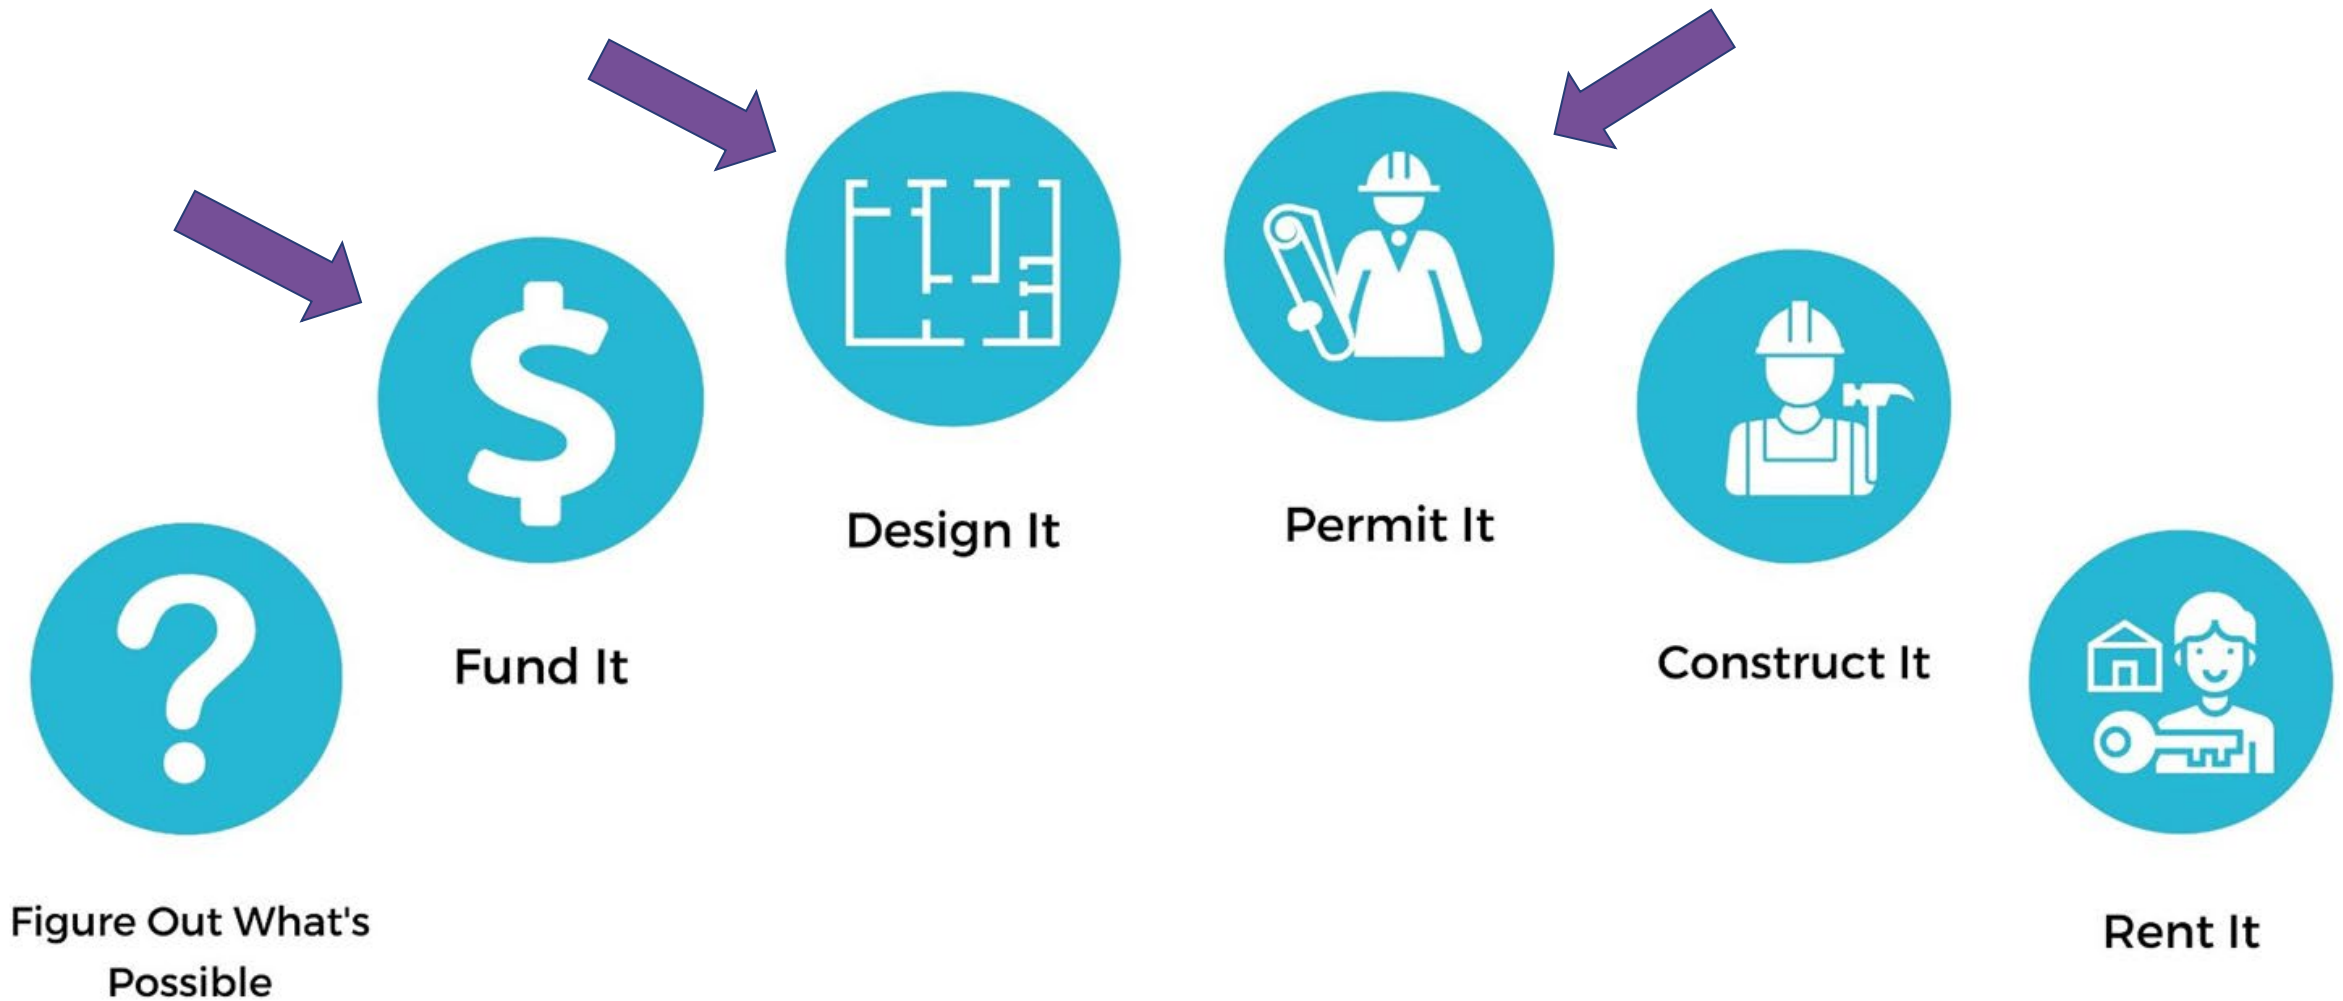 Figure Out What's
Possible
Fund It
Design It
Permit It
Construct It
Rent It